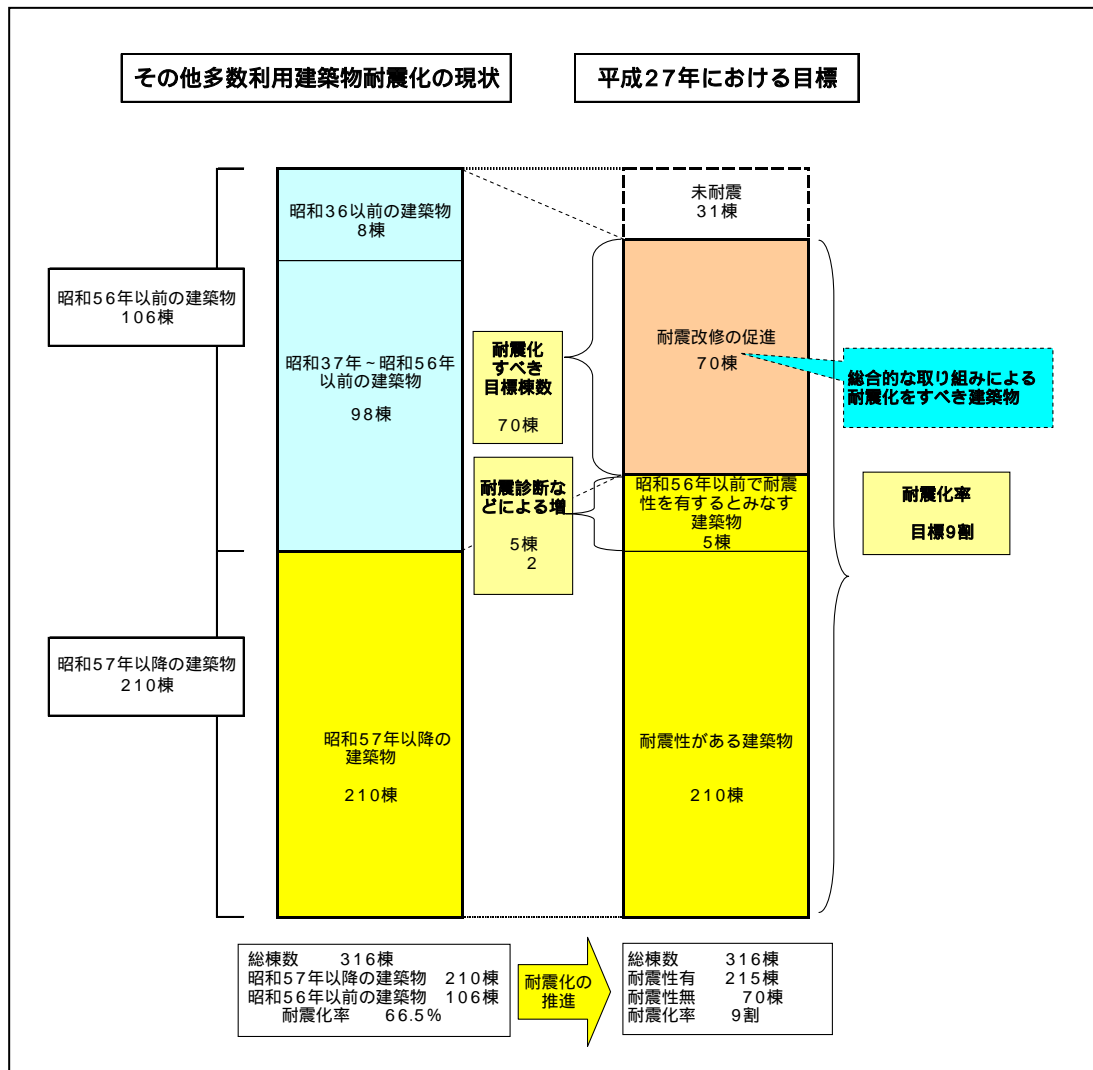 その他多数利用建築物耐震化の現状
平成27年における目標
昭和36以前の建築物
8棟
未耐震
31棟
昭和56年以前の建築物
106棟
昭和37年~昭和56年
以前の建築物
98棟
耐震化
すべき
目標棟数
70棟
耐震改修の促進
70棟
総合的な取り組みによる
耐震化をすべき建築物
耐震診断な
どによる増
5棟
2
昭和56年以前で耐震
性を有するとみなす
建築物
5棟
耐震化率
目標9割
昭和57年以降の建築物
210棟
昭和57年以降の
建築物
210棟
耐震性がある建築物
210棟
総棟数 316棟
昭和57年以降の建築物 210棟
昭和56年以前の建築物 106棟
耐震化率 66.5%
耐震化の
推進
総棟数 316棟
耐震性有 215棟
耐震性無 70棟
耐震化率 9割